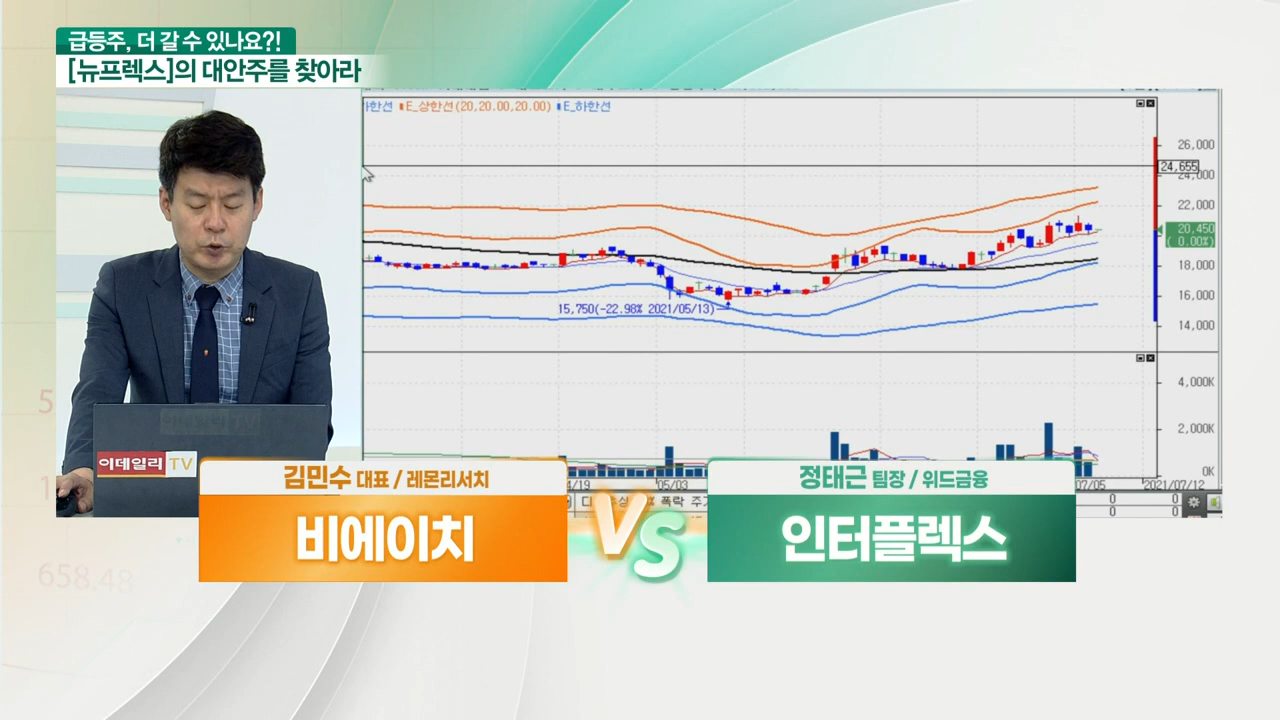 급등주, 더 갈 수 있나요?!
[뉴프렉스]의 대안주를 찾아라
하한선 E_상한선(20,20.00,20.00) E_하한선
26,000
24,655
24,000
22,000
20,450
( 0.00%)
18,000
16,000
15,750(-22.98% 2021/05/13)
14,000
4,000K
2,000K
0K
4/19
05/03
07/05
2021/07/12
폭락
0
0
0
0
이데일리 TV
김민수 대표 / 레몬리서치
비에이치
VS
정태근 팀장 / 위드금융
인터플렉스
658.48